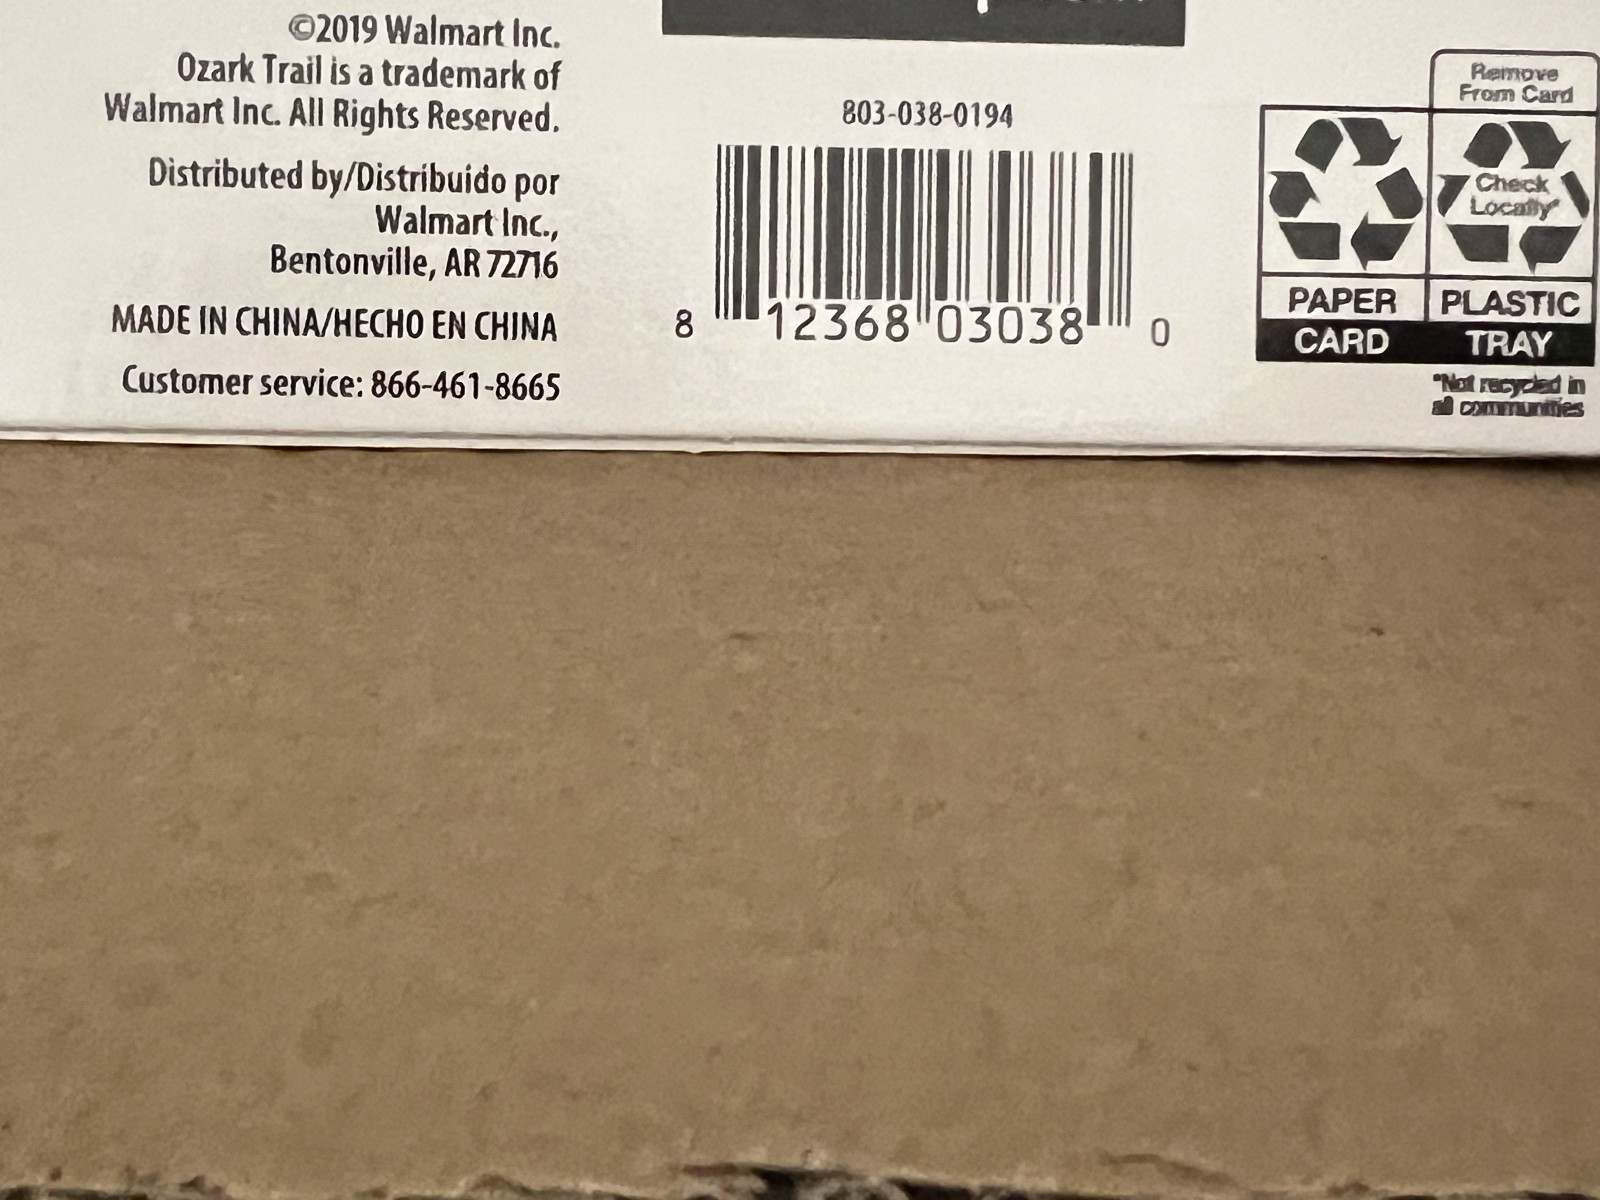 ©2019 Walmart Inc.
Ozark Trail is a trademark of
Walmart Inc. All Rights Reserved.
Distributed by/Distribuido por
Walmart Inc.,
Bentonville, AR 72716
MADE IN CHINA/HECHO EN CHINA
Customer service: 866-461-8665
803-038-0194
8 12368 03038 0
Remove
From Card
Check
Locally*
PAPER
CARD
PLASTIC
TRAY
*Not recycled in
all communities